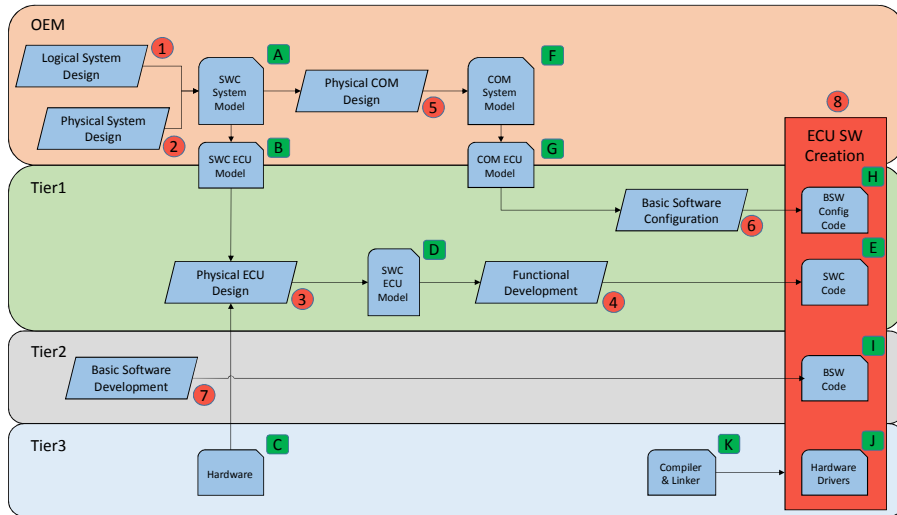 OEM
1
Logical System
Design
A
SWC
System
Model
Physical COM
Design
5
F
COM
System
Model
8
Physical System
Design
2
ECU SW
Creation
B
SWC ECU
Model
G
COM ECU
Model
Tier1
H
BSW
Config
Code
Basic Software
Configuration
6
D
E
Physical ECU
Design
3
SWC
ECU
Model
Functional
Development
4
SWC
Code
Tier2
I
Basic Software
Development
7
BSW
Code
Tier3
C
Hardware
K
Compiler
& Linker
J
Hardware
Drivers